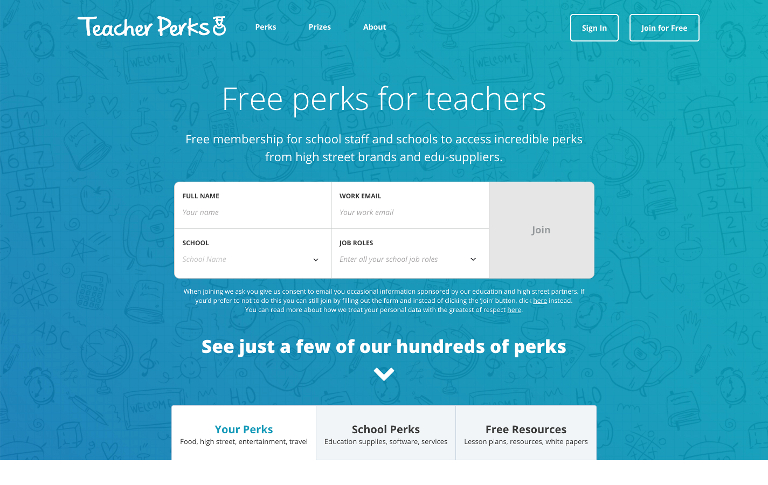 Teacher Perks
Perks
Prizes
About
Sign In
Join for Free
Free perks for teachers
Free membership for school staff and schools to access incredible perks
from high street brands and edu-suppliers.
FULL NAME
Your name
WORK EMAIL
Your work email
Join
SCHOOL
School Name
JOB ROLES
Enter all your school job roles
When joining we ask you give us consent to email you occasional information sponsored by our education and high street partners. If
you'd prefer to not to do this you can still join by filling out the form and instead of clicking the 'Join' button, click here instead.
You can read more about how we treat your personal data with the greatest of respect here.
See just a few of our hundreds of perks
Your Perks
Food, high street, entertainment, travel
School Perks
Education supplies, software, services
Free Resources
Lesson plans, resources, white papers
WELCOME
WELCOME